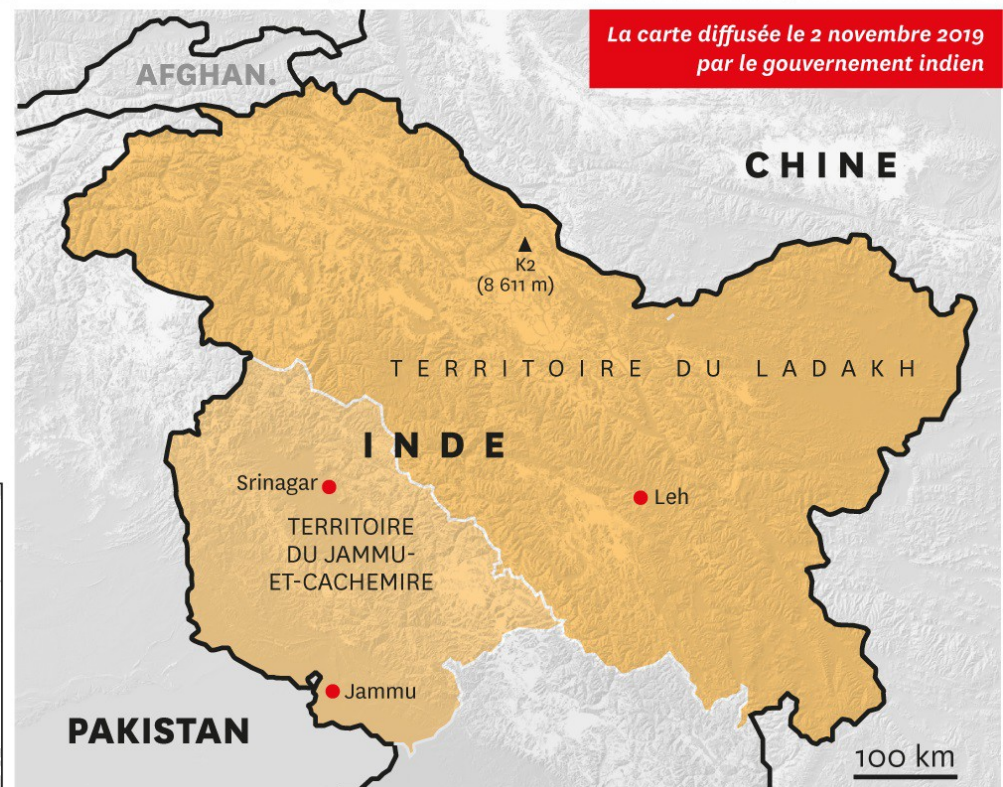 La carte diffusée le 2 novembre 2019
par le gouvernement indien
AFGHAN.
CHINE
K2
(8 611 m)
TERRITOIRE DU LADAKH
INDE
Srinagar
Leh
TERRITOIRE
DU JAMMU-
ET-CACHEMIRE
Jammu
PAKISTAN
100 km